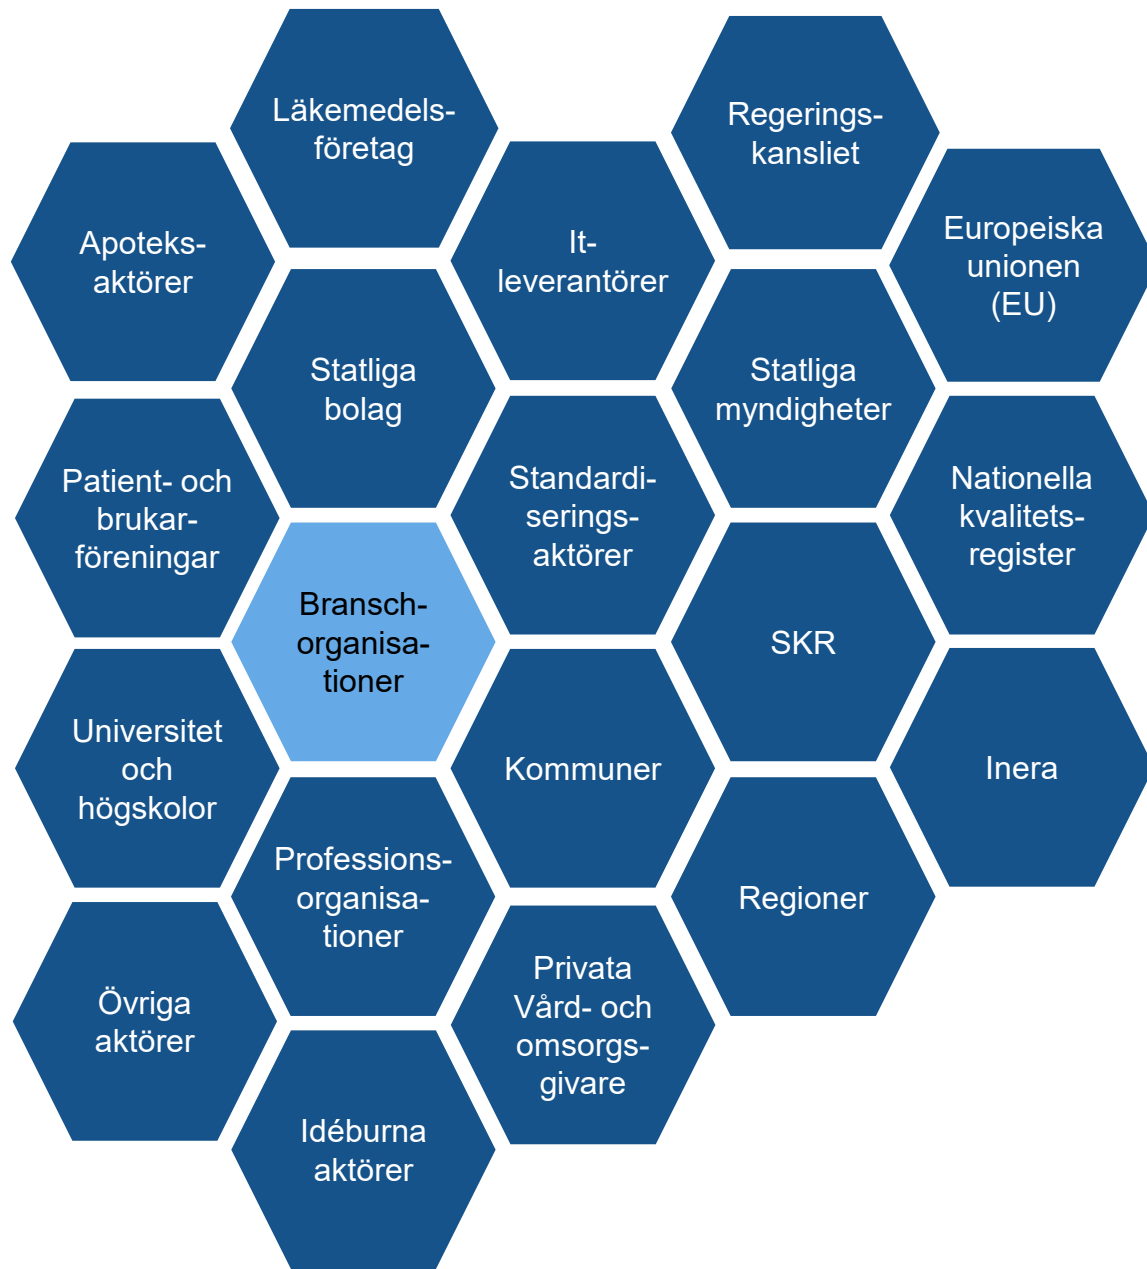 Läkemedels-
företag
Regerings-
kansliet
Apoteks-
aktörer
It-
leverantörer
Europeiska
unionen
(EU)
Statliga
bolag
Statliga
myndigheter
Patient- och
brukar-
föreningar
Standardi-
serings-
aktörer
Nationella
kvalitets-
register
Bransch-
organisa-
tioner
SKR
Universitet
och
högskolor
Kommuner
Inera
Professions-
organisa-
tioner
Regioner
Övriga
aktörer
Privata
Vård- och
omsorgs-
givare
Idéburna
aktörer